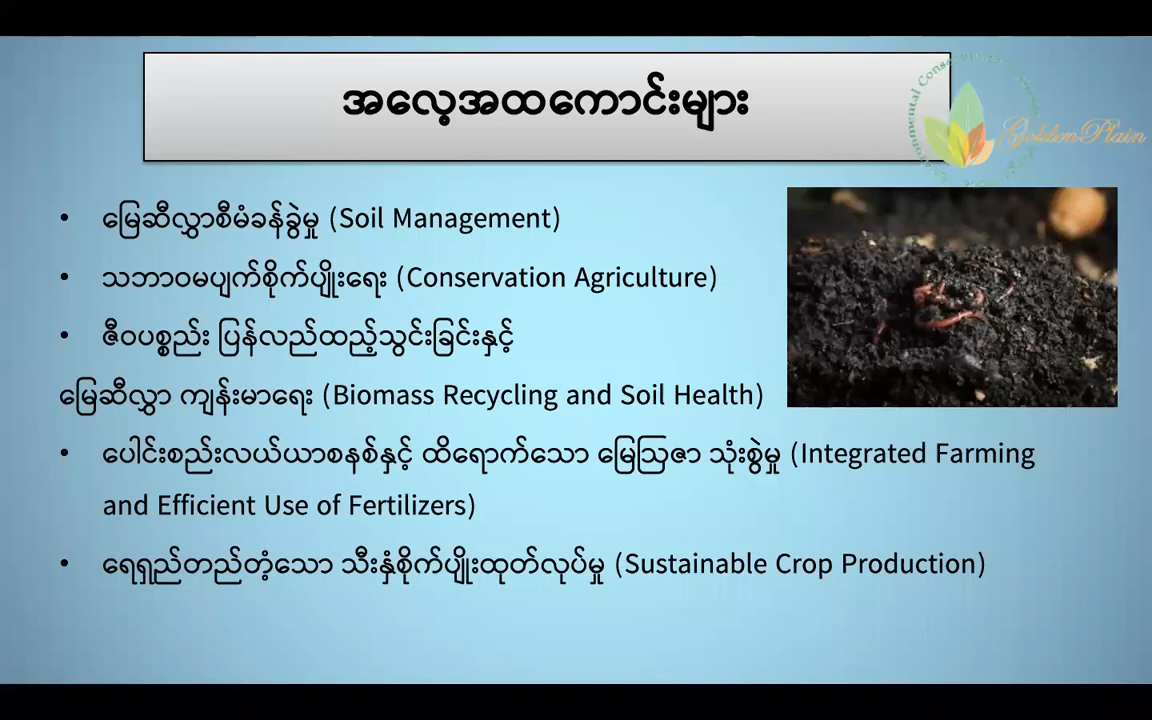 အလေ့အထကောင်းများ
Environmental Conservation
GoldenPlain
• မြေဆီလွှာစီမံခန်ခွဲမှု (Soil Management)
• သဘာဝမပျက်စိုက်ပျိုးရေး (Conservation Agriculture)
• ဇီဝပစ္စည်း ပြန်လည်ထည့်သွင်းခြင်းနှင့်
မြေဆီလွှာ ကျန်းမာရေး (Biomass Recycling and Soil Health)
• ပေါင်းစည်းလယ်ယာစနစ်နှင့် ထိရောက်သော မြေဩဇာ သုံးစွဲမှု (Integrated Farming
and Efficient Use of Fertilizers)
• ရေရှည်တည်တံ့သော သီးနှံစိုက်ပျိုးထုတ်လုပ်မှု (Sustainable Crop Production)